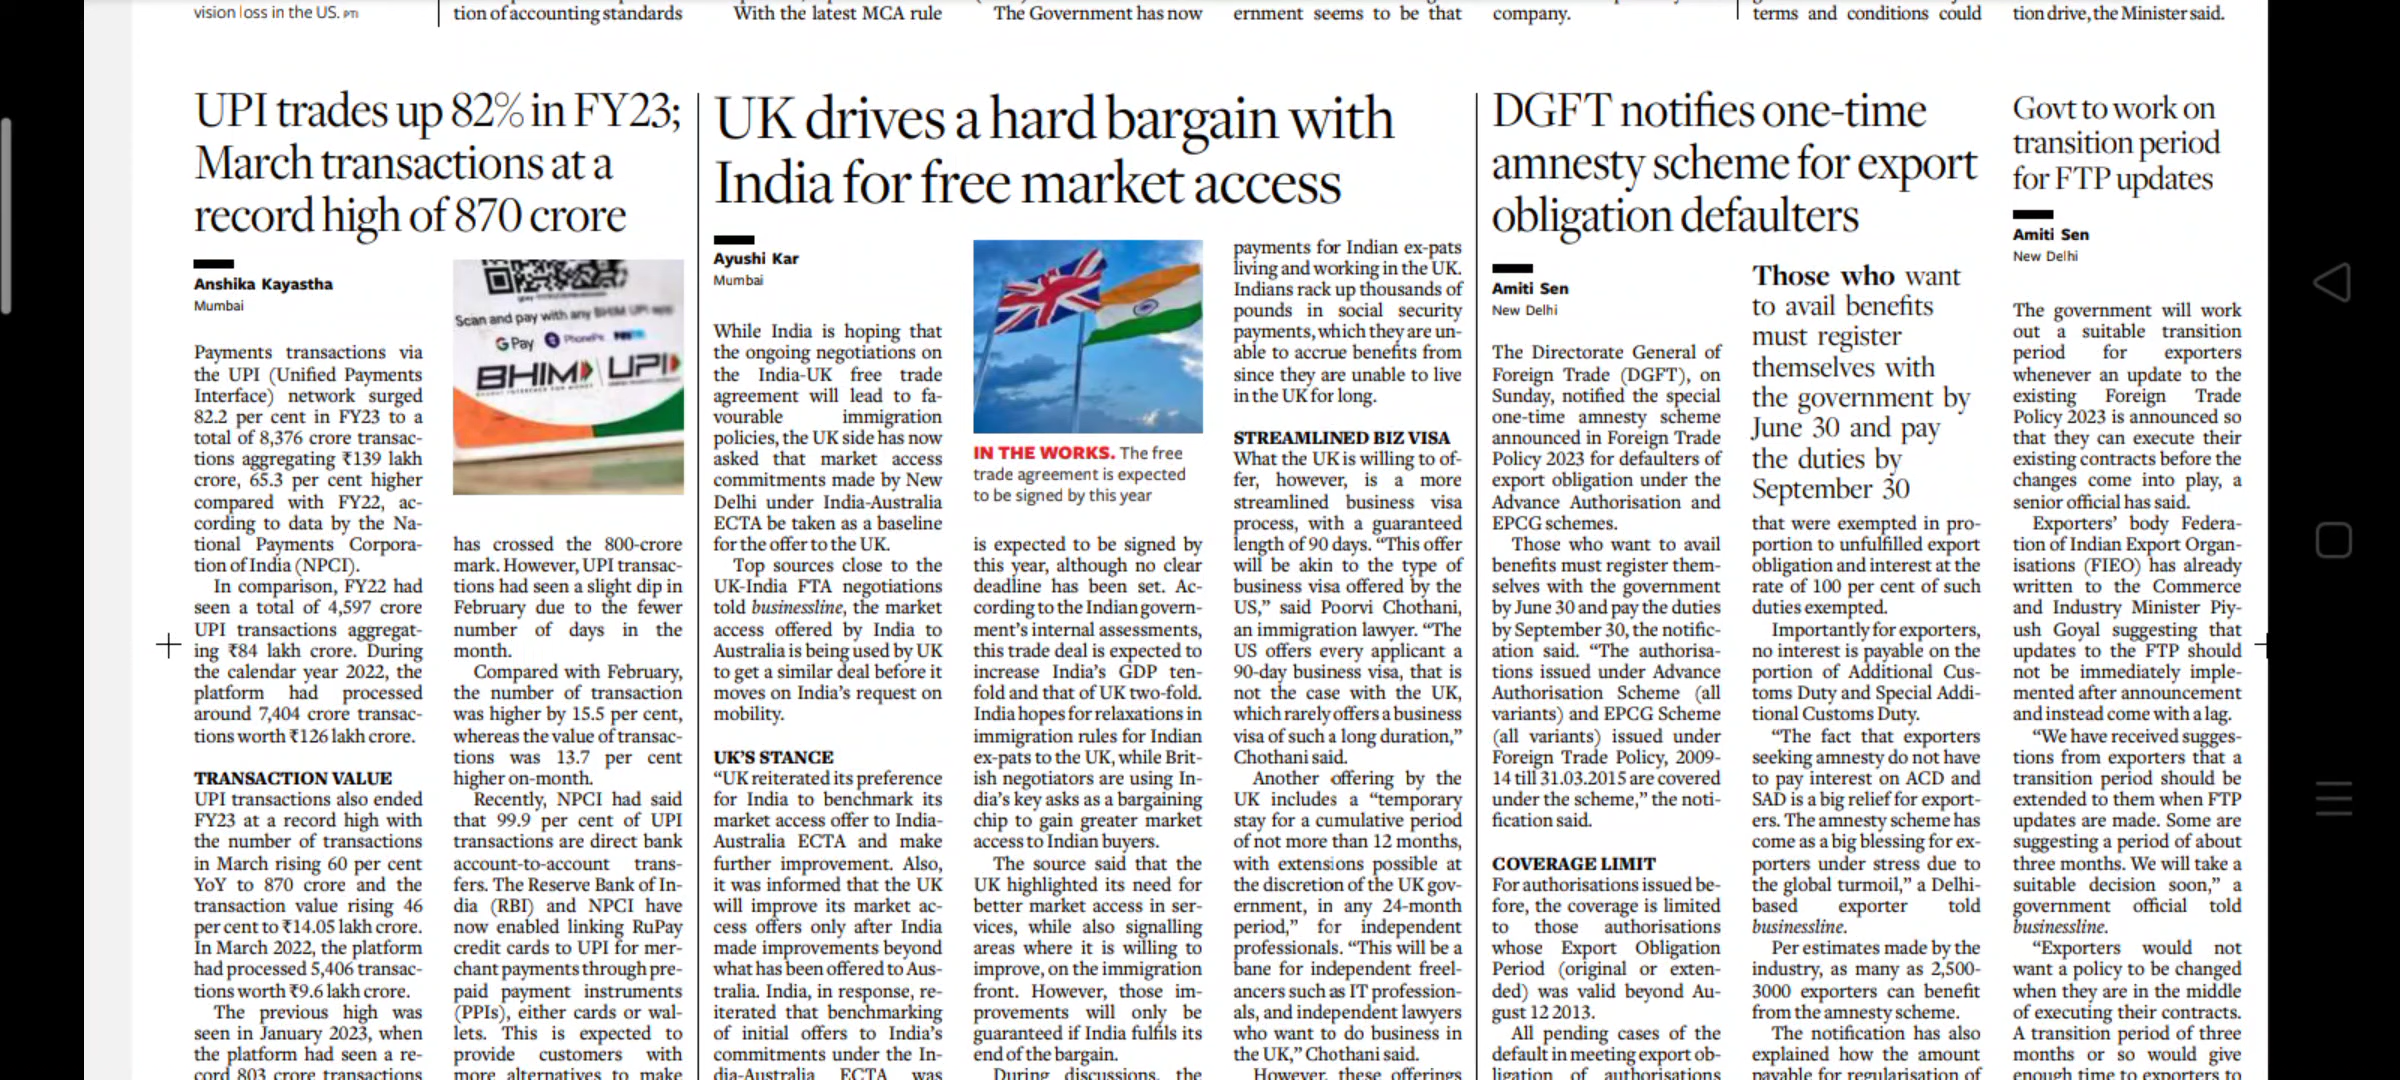 vision loss in the US. PTI
tion of accounting standards
With the latest MCA rule
The Government has now
ernment seems to be that
company.
terms and conditions could
tion drive, the Minister said.
UPI trades up 82% in FY23;
March transactions at a
record high of 870 crore
Anshika Kayastha
Mumbai
Payments transactions via
the UPI (Unified Payments
Interface) network surged
82.2 per cent in FY23 to a
total of 8,376 crore transac-
tions aggregating ₹139 lakh
crore, 65.3 per cent higher
compared with FY22, ac-
cording to data by the Na-
tional Payments Corpora-
tion of India (NPCI).
In comparison, FY22 had
seen a total of 4,597 crore
UPI transactions aggregat-
ing ₹84 lakh crore. During
the calendar year 2022, the
platform had processed
around 7,404 crore transac-
tions worth ₹126 lakh crore.
TRANSACTION VALUE
UPI transactions also ended
FY23 at a record high with
the number of transactions
in March rising 60 per cent
YoY to 870 crore and the
transaction value rising 46
per cent to ₹14.05 lakh crore.
In March 2022, the platform
had processed 5,406 transac-
tions worth ₹9.6 lakh crore.
The previous high was
seen in January 2023, when
the platform had seen a re-
cord 803 crore transactions
Scan and pay with any BHIM UPI app
G Pay PhonePe Paytm
BHIM UPI
has crossed the 800-crore
mark. However, UPI transac-
tions had seen a slight dip in
February due to the fewer
number of days in the
month.
Compared with February,
the number of transaction
was higher by 15.5 per cent,
whereas the value of transac-
tions was 13.7 per cent
higher on-month.
Recently, NPCI had said
that 99.9 per cent of UPI
transactions are direct bank
account-to-account trans-
fers. The Reserve Bank of In-
dia (RBI) and NPCI have
now enabled linking RuPay
credit cards to UPI for mer-
chant payments through pre-
paid payment instruments
(PPIs), either cards or wal-
lets. This is expected to
provide customers with
more alternatives to make
UK drives a hard bargain with
India for free market access
Ayushi Kar
Mumbai
While India is hoping that
the ongoing negotiations on
the India-UK free trade
agreement will lead to fa-
vourable immigration
policies, the UK side has now
asked that market access
commitments made by New
Delhi under India-Australia
ECTA be taken as a baseline
for the offer to the UK.
Top sources close to the
UK-India FTA negotiations
told businessline, the market
access offered by India to
Australia is being used by UK
to get a similar deal before it
moves on India's request on
mobility.
UK'S STANCE
"UK reiterated its preference
for India to benchmark its
market access offer to India-
Australia ECTA and make
further improvement. Also,
it was informed that the UK
will improve its market ac-
cess offers only after India
made improvements beyond
what has been offered to Aus-
tralia. India, in response, re-
iterated that benchmarking
of initial offers to India's
commitments under the In-
dia-Australia ECTA was
IN THE WORKS. The free
trade agreement is expected
to be signed by this year
is expected to be signed by
this year, although no clear
deadline has been set. Ac-
cording to the Indian govern-
ment's internal assessments,
this trade deal is expected to
increase India's GDP ten-
fold and that of UK two-fold.
India hopes for relaxations in
immigration rules for Indian
ex-pats to the UK, while Brit-
ish negotiators are using In-
dia's key asks as a bargaining
chip to gain greater market
access to Indian buyers.
The source said that the
UK highlighted its need for
better market access in ser-
vices, while also signalling
areas where it is willing to
improve, on the immigration
front. However, those im-
provements will only be
guaranteed if India fulfils its
end of the bargain.
During discussions, the
payments for Indian ex-pats
living and working in the UK.
Indians rack up thousands of
pounds in social security
payments, which they are un-
able to accrue benefits from
since they are unable to live
in the UK for long.
STREAMLINED BIZ VISA
What the UK is willing to of-
fer, however, is a more
streamlined business visa
process, with a guaranteed
length of 90 days. "This offer
will be akin to the type of
business visa offered by the
US," said Poorvi Chothani,
an immigration lawyer. "The
US offers every applicant a
90-day business visa, that is
not the case with the UK,
which rarely offers a business
visa of such a long duration,"
Chothani said.
Another offering by the
UK includes a "temporary
stay for a cumulative period
of not more than 12 months,
with extensions possible at
the discretion of the UK gov-
ernment, in any 24-month
period," for independent
professionals. "This will be a
bane for independent freel-
ancers such as IT profession-
als, and independent lawyers
who want to do business in
the UK," Chothani said.
However, these offerings
DGFT notifies one-time
amnesty scheme for export
obligation defaulters
Amiti Sen
New Delhi
The Directorate General of
Foreign Trade (DGFT), on
Sunday, notified the special
one-time amnesty scheme
announced in Foreign Trade
Policy 2023 for defaulters of
export obligation under the
Advance Authorisation and
EPCG schemes.
Those who want to avail
benefits must register them-
selves with the government
by June 30 and pay the duties
by September 30, the notific-
ation said. "The authorisa-
tions issued under Advance
Authorisation Scheme (all
variants) and EPCG Scheme
(all variants) issued under
Foreign Trade Policy, 2009-
14 till 31.03.2015 are covered
under the scheme," the noti-
fication said.
COVERAGE LIMIT
For authorisations issued be-
fore, the coverage is limited
to those authorisations
whose Export Obligation
Period (original or exten-
ded) was valid beyond Au-
gust 12 2013.
All pending cases of the
default in meeting export ob-
ligation of authorisations
Those who want
to avail benefits
must register
themselves with
the government by
June 30 and pay
the duties by
September 30
that were exempted in pro-
portion to unfulfilled export
obligation and interest at the
rate of 100 per cent of such
duties exempted.
Importantly for exporters,
no interest is payable on the
portion of Additional Cus-
toms Duty and Special Addi-
tional Customs Duty.
"The fact that exporters
seeking amnesty do not have
to pay interest on ACD and
SAD is a big relief for export-
ers. The amnesty scheme has
come as a big blessing for ex-
porters under stress due to
the global turmoil," a Delhi-
based exporter told
businessline.
Per estimates made by the
industry, as many as 2,500-
3000 exporters can benefit
from the amnesty scheme.
The notification has also
explained how the amount
payable for regularisation of
Govt to work on
transition period
for FTP updates
Amiti Sen
New Delhi
The government will work
out a suitable transition
period for exporters
whenever an update to the
existing Foreign Trade
Policy 2023 is announced so
that they can execute their
existing contracts before the
changes come into play, a
senior official has said.
Exporters' body Federa-
tion of Indian Export Organ-
isations (FIEO) has already
written to the Commerce
and Industry Minister Piy-
ush Goyal suggesting that
updates to the FTP should
not be immediately imple-
mented after announcement
and instead come with a lag.
"We have received sugges-
tions from exporters that a
transition period should be
extended to them when FTP
updates are made. Some are
suggesting a period of about
three months. We will take a
suitable decision soon," a
government official told
businessline.
"Exporters would not
want a policy to be changed
when they are in the middle
of executing their contracts.
A transition period of three
months or so would give
enough time to exporters to